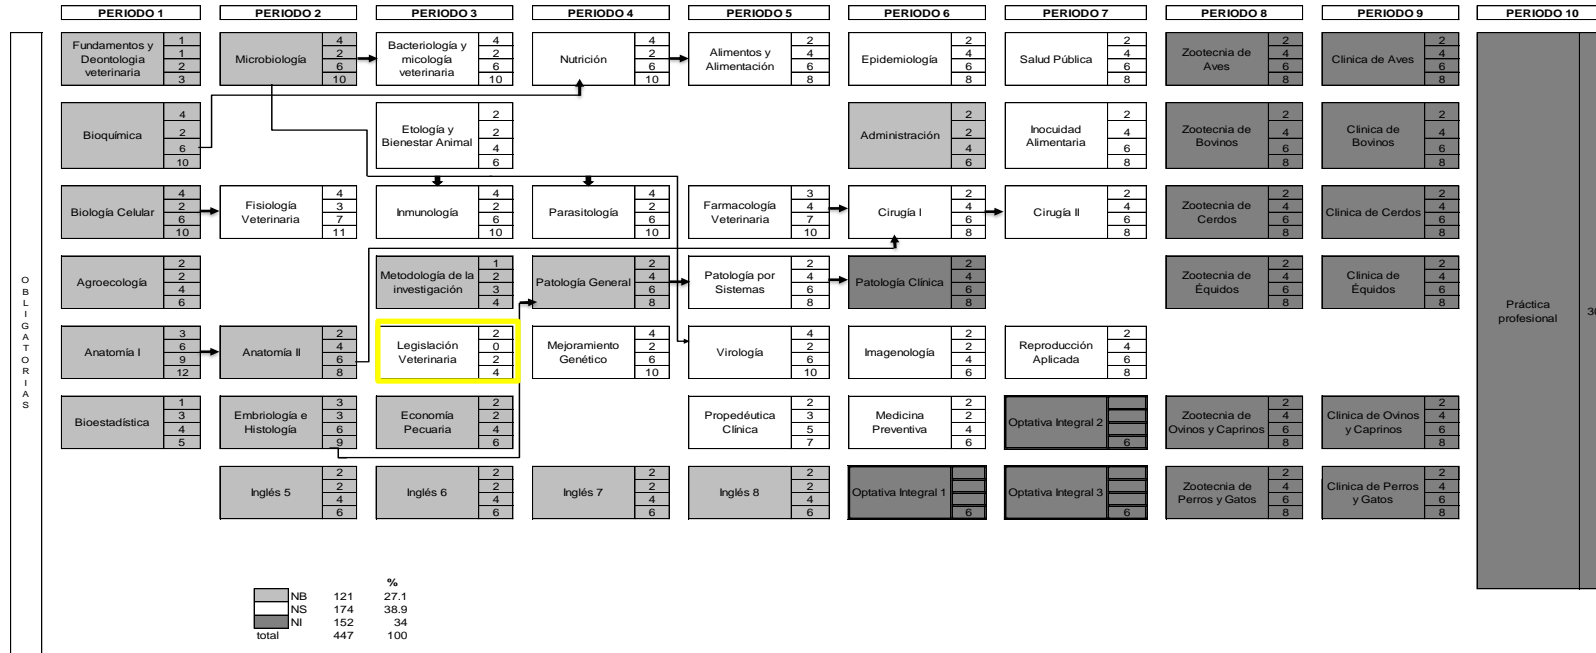 PERIODO 1 PERIODO 2 PERIODO 3 PERIODO 4 PERIODO 5 PERIODO 6 PERIODO 7 PERIODO 8 PERIODO 9 PERIODO 10
OBLIGATORIAS
Fundamentos y
Deontologia
veterinaria
1
1
2
3
Microbiología
4
2
6
10
Bacteriología y
micología
veterinaria
4
2
6
10
Nutrición
4
2
6
10
Alimentos y
Alimentación
2
4
6
8
Epidemiología
2
4
6
8
Salud Pública
2
4
6
8
Zootecnia de
Aves
2
4
6
8
Clinica de Aves
2
4
6
8
Bioquímica
4
2
6
10
Etología y
Bienestar Animal
2
2
4
6
Administración
2
2
4
6
Inocuidad
Alimentaria
2
4
6
8
Zootecnia de
Bovinos
2
4
6
8
Clinica de
Bovinos
2
4
6
8
Biología Celular
4
2
6
10
Fisiología
Veterinaria
4
3
7
11
Inmunología
4
2
6
10
Parasitología
4
2
6
10
Farmacología
Veterinaria
3
4
7
10
Cirugía I
2
4
6
8
Cirugía II
2
4
6
8
Zootecnia de
Cerdos
2
4
6
8
Clinica de Cerdos
2
4
6
8
Agroecología
2
2
4
6
Metodología de la
investigación
1
2
3
4
Patología General
2
4
6
8
Patología por
Sistemas
2
4
6
8
Patología Clínica
2
4
6
8
Zootecnia de
Équidos
2
4
6
8
Clinica de
Équidos
2
4
6
8
Práctica
profesional
30
Anatomía I
3
6
9
12
Anatomía II
2
4
6
8
Legislación
Veterinaria
2
0
2
4
Mejoramiento
Genético
4
2
6
10
Virología
4
2
6
10
Imagenología
2
2
4
6
Reproducción
Aplicada
2
4
6
8
Bioestadística
1
3
4
5
Embriología e
Histología
3
3
6
9
Economía
Pecuaria
2
2
4
6
Propedéutica
Clínica
2
3
5
7
Medicina
Preventiva
2
2
4
6
Optativa Integral 2
6
Zootecnia de
Ovinos y Caprinos
2
4
6
8
Clinica de Ovinos
y Caprinos
2
4
6
8
Inglés 5
2
2
4
6
Inglés 6
2
2
4
6
Inglés 7
2
2
4
6
Inglés 8
2
2
4
6
Optativa Integral 1
6
Optativa Integral 3
6
Zootecnia de
Perros y Gatos
2
4
6
8
Clinica de Perros
y Gatos
2
4
6
8
%
NB 121 27.1
NS 174 38.9
NI 152 34
total 447 100